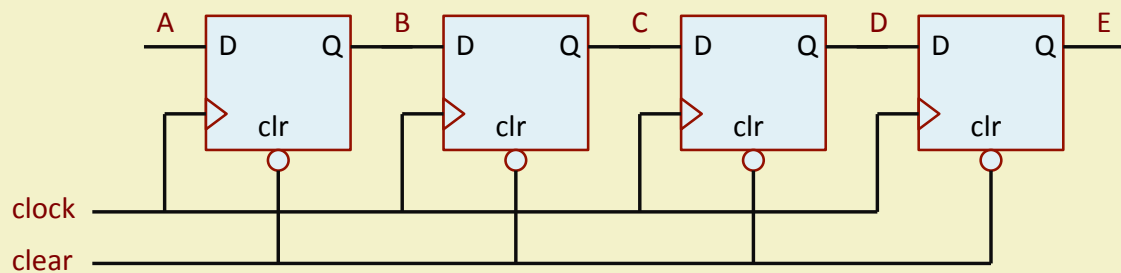 A B C D E
D Q D Q D Q D Q
clr clr clr clr
clock
clear